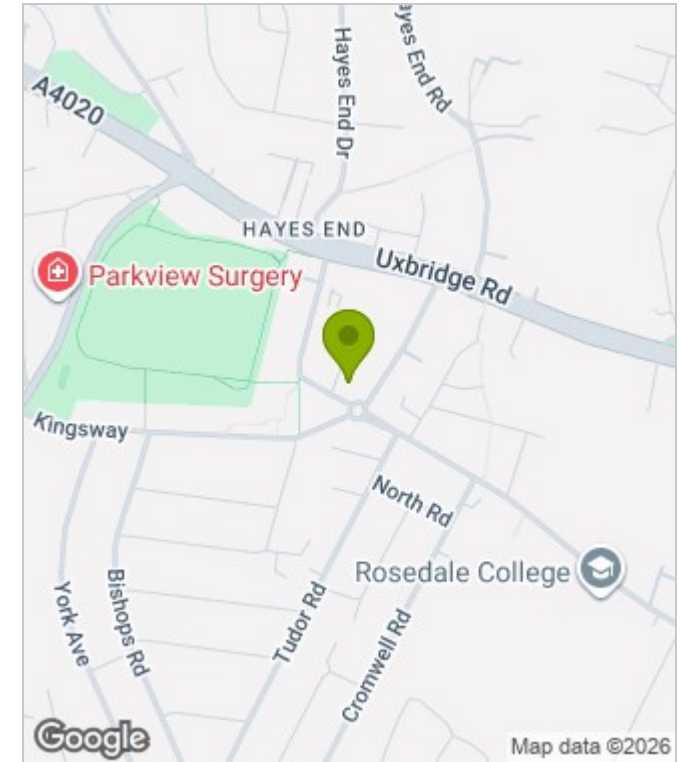 Hayes End Dr
ayes End Rd
A4020
HAYES END
Uxbridge Rd
Parkview Surgery
Kingsway
North Rd
Rosedale College
York Ave
Bishops Rd
Tudor Rd
Cromwell Rd
Google
Map data ©2026